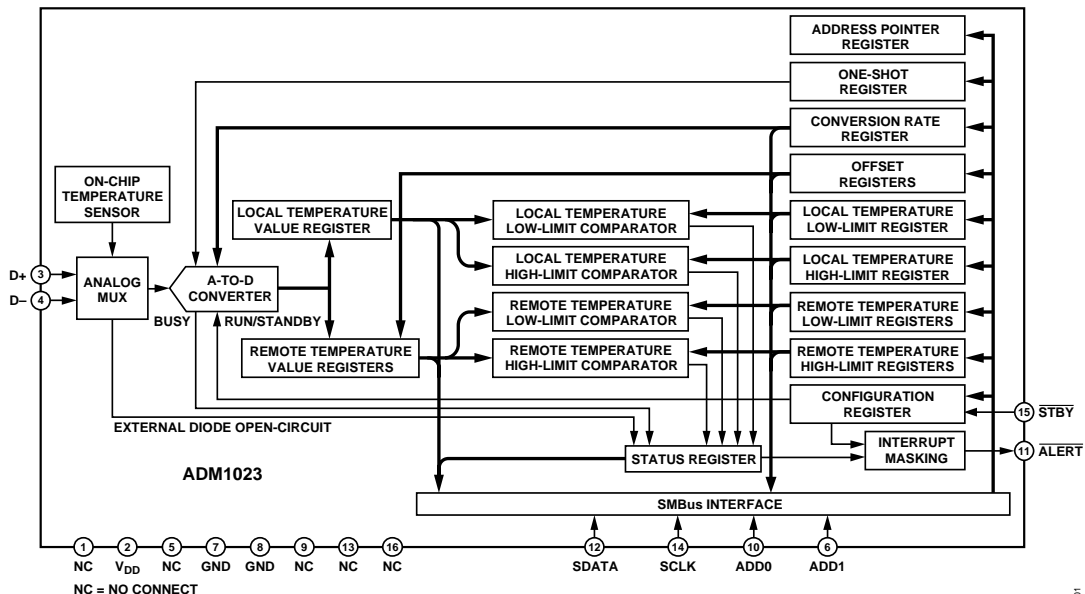 ADDRESS POINTER
REGISTER
ONE-SHOT
REGISTER
CONVERSION RATE
REGISTER
OFFSET
REGISTERS
ON-CHIP
TEMPERATURE
SENSOR
LOCAL TEMPERATURE
VALUE REGISTER
LOCAL TEMPERATURE
LOW-LIMIT COMPARATOR
LOCAL TEMPERATURE
LOW-LIMIT REGISTER
LOCAL TEMPERATURE
HIGH-LIMIT COMPARATOR
LOCAL TEMPERATURE
HIGH-LIMIT REGISTER
D+ 3
D– 4
ANALOG
MUX
A-TO-D
CONVERTER
BUSY
RUN/STANDBY
REMOTE TEMPERATURE
LOW-LIMIT COMPARATOR
REMOTE TEMPERATURE
LOW-LIMIT REGISTERS
REMOTE TEMPERATURE
VALUE REGISTERS
REMOTE TEMPERATURE
HIGH-LIMIT COMPARATOR
REMOTE TEMPERATURE
HIGH-LIMIT REGISTERS
CONFIGURATION
REGISTER
15 STBY
EXTERNAL DIODE OPEN-CIRCUIT
INTERRUPT
MASKING
11 ALERT
STATUS REGISTER
ADM1023
SMBus INTERFACE
1 2 5 7 8 9 13 16 12 14 10 6
NC VDD NC GND GND NC NC NC SDATA SCLK ADD0 ADD1
NC = NO CONNECT